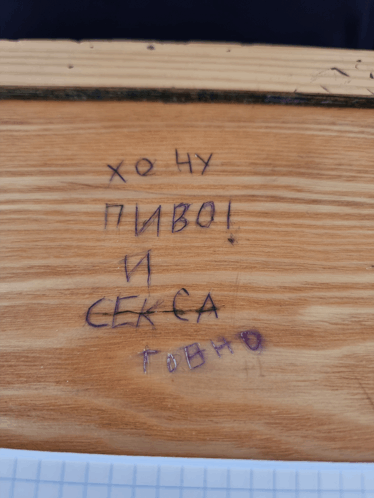 хочу
пиво!
и
секса
говно